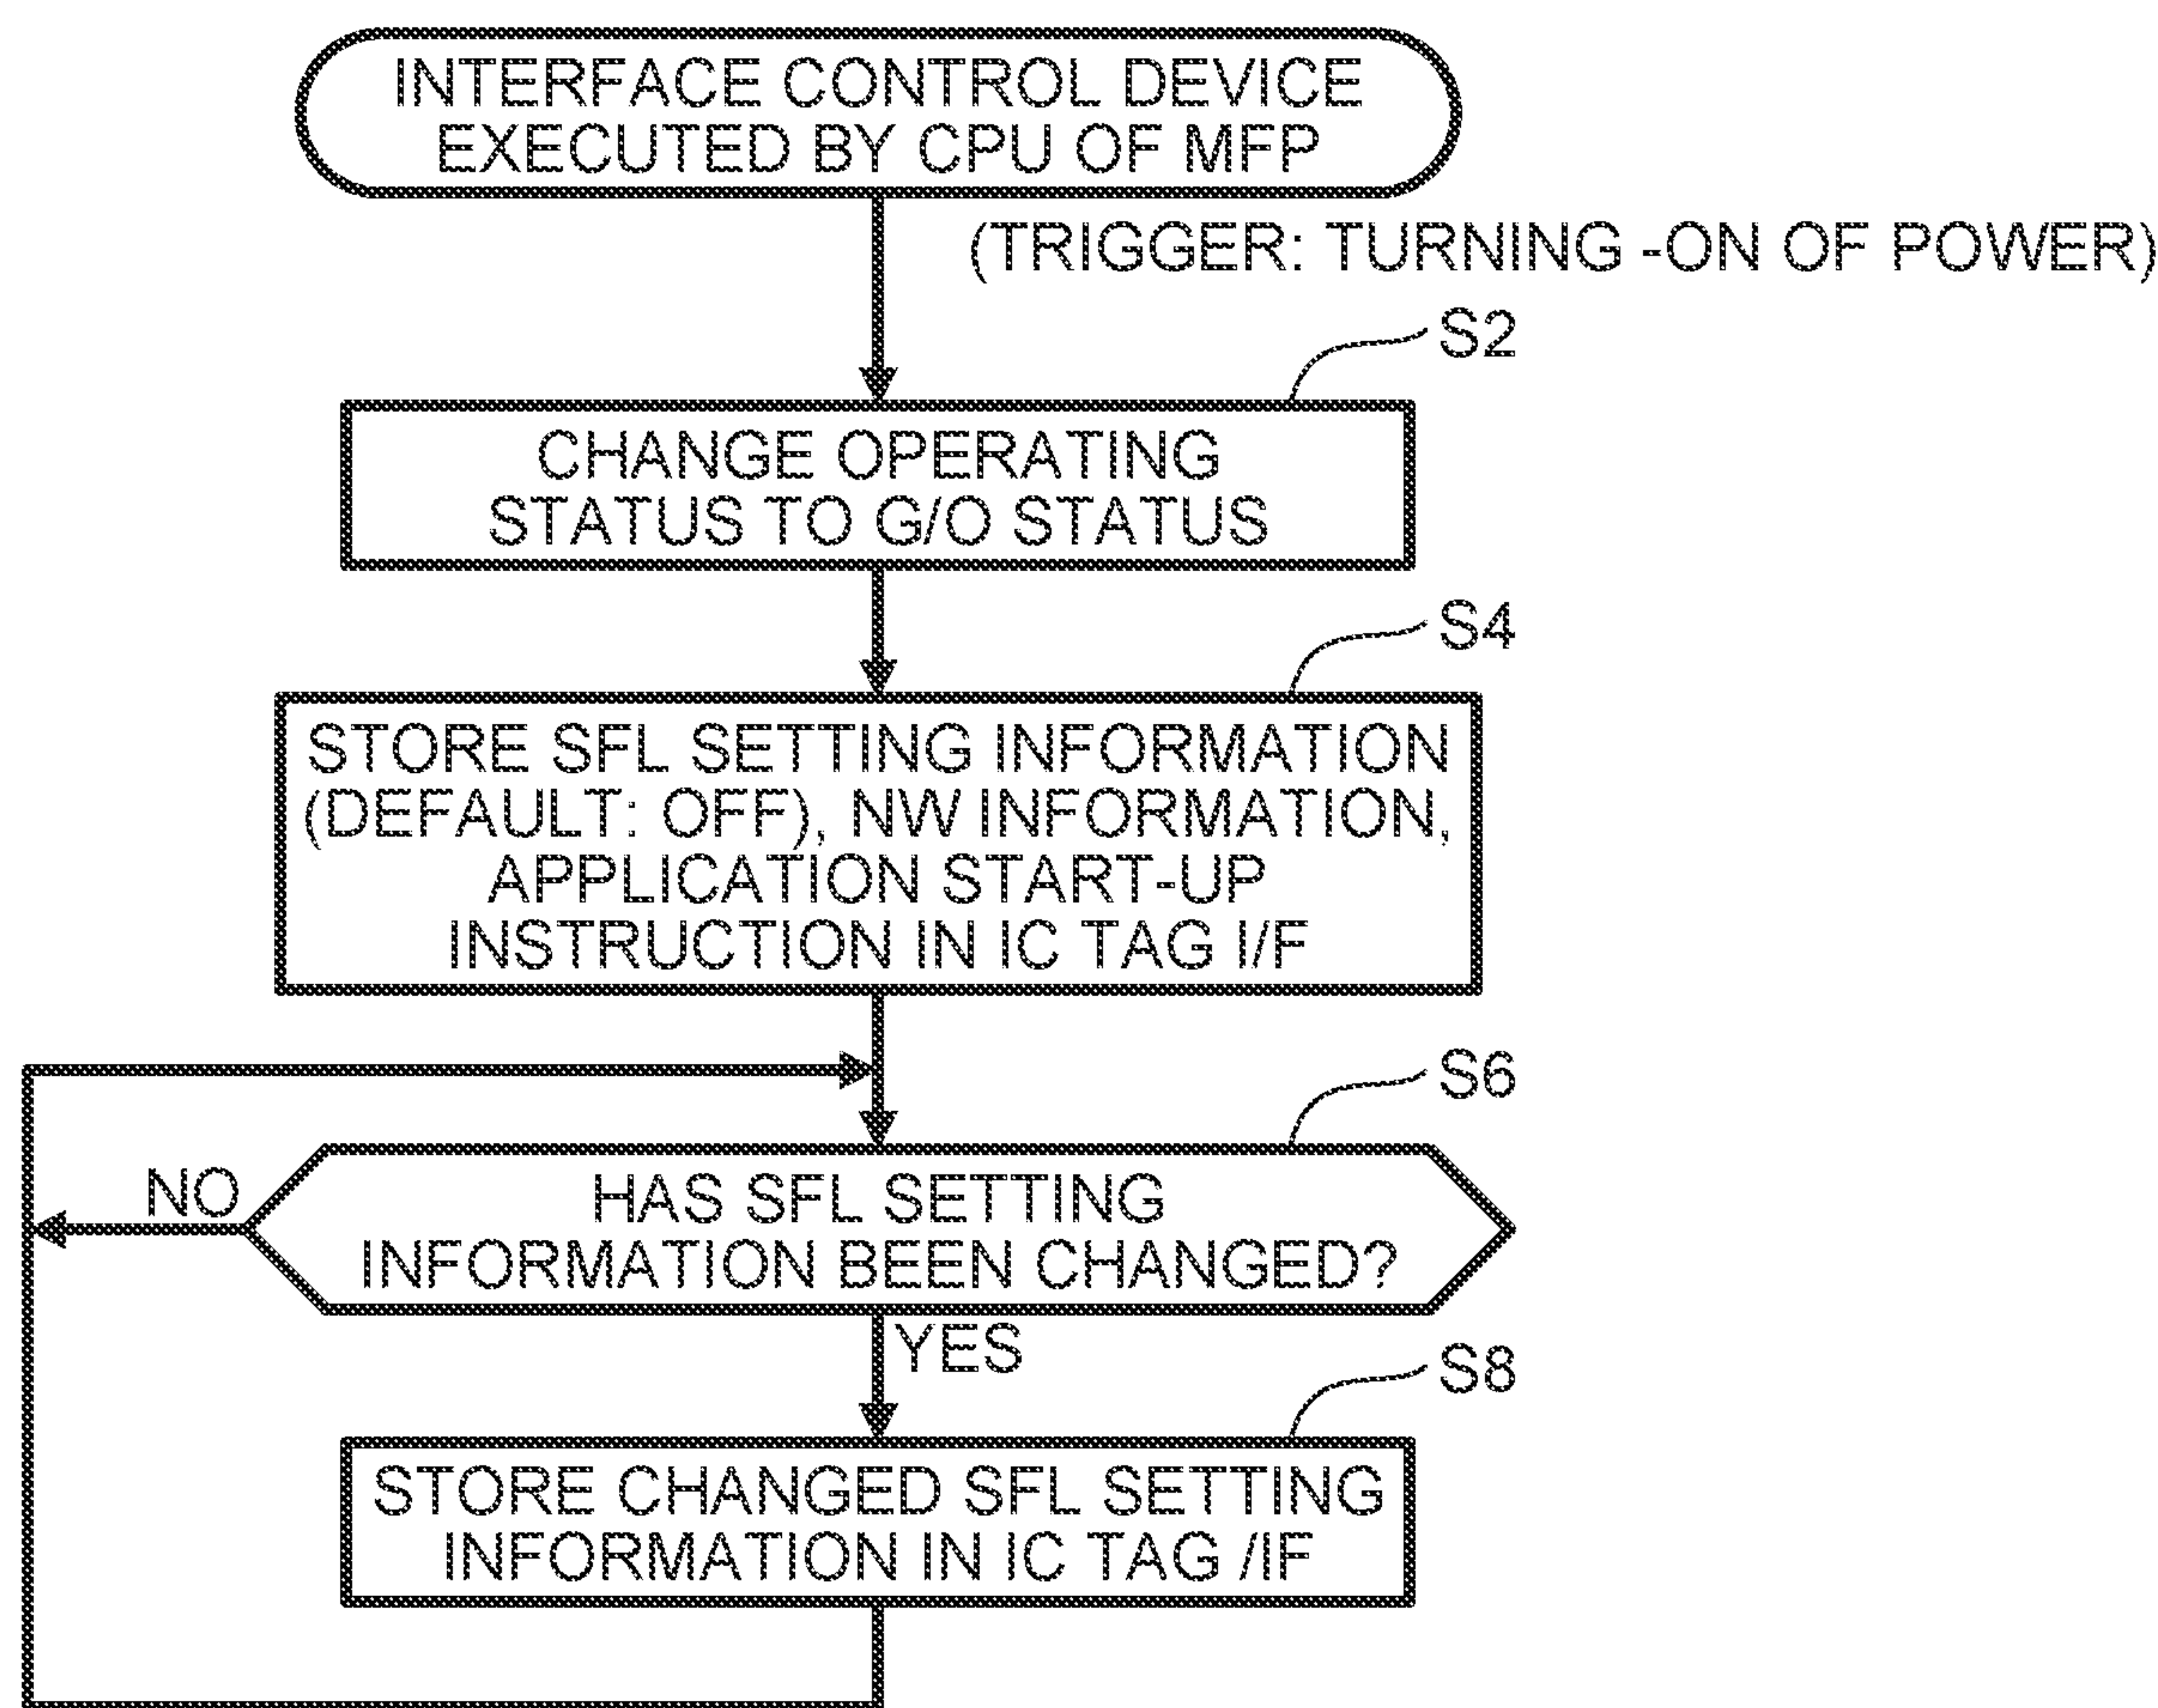 INTERFACE CONTROL DEVICE
EXECUTED BY CPU OF MFP
(TRIGGER: TURNING -ON OF POWER)
S2
CHANGE OPERATING
STATUS TO G/O STATUS
S4
STORE SFL SETTING INFORMATION
(DEFAULT: OFF), NW INFORMATION,
APPLICATION START-UP
INSTRUCTION IN IC TAG I/F
S6
NO
HAS SFL SETTING
INFORMATION BEEN CHANGED?
YES
S8
STORE CHANGED SFL SETTING
INFORMATION IN IC TAG /IF